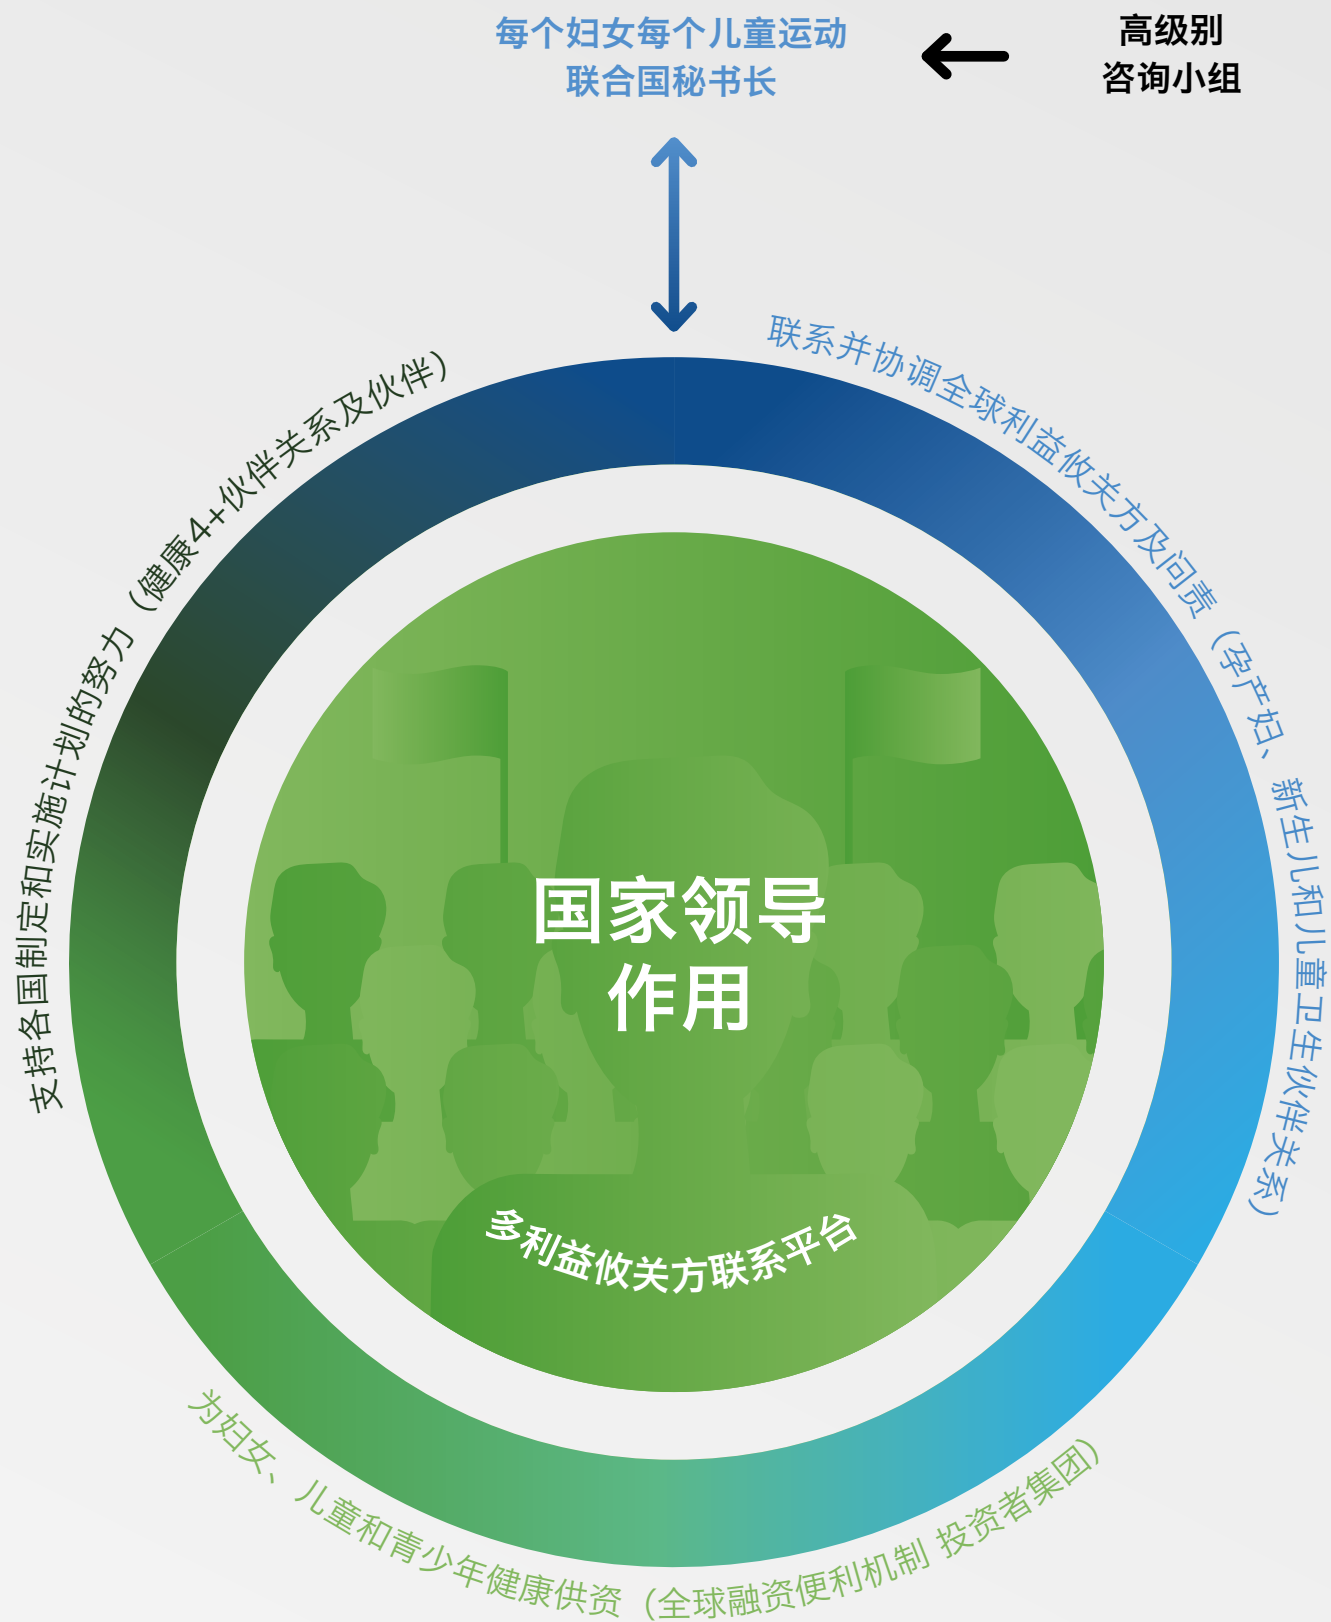 每个妇女每个儿童运动
联合国秘书长
高级别
咨询小组
支持各国制定和实施计划的努力（健康4+伙伴关系及伙伴）
联系并协调全球利益攸关方及问责（孕产妇、新生儿和儿童卫生伙伴关系）
国家领导
作用
多利益攸关方联系平台
为妇女、儿童和青少年健康供资（全球融资便利机制 投资者集团）